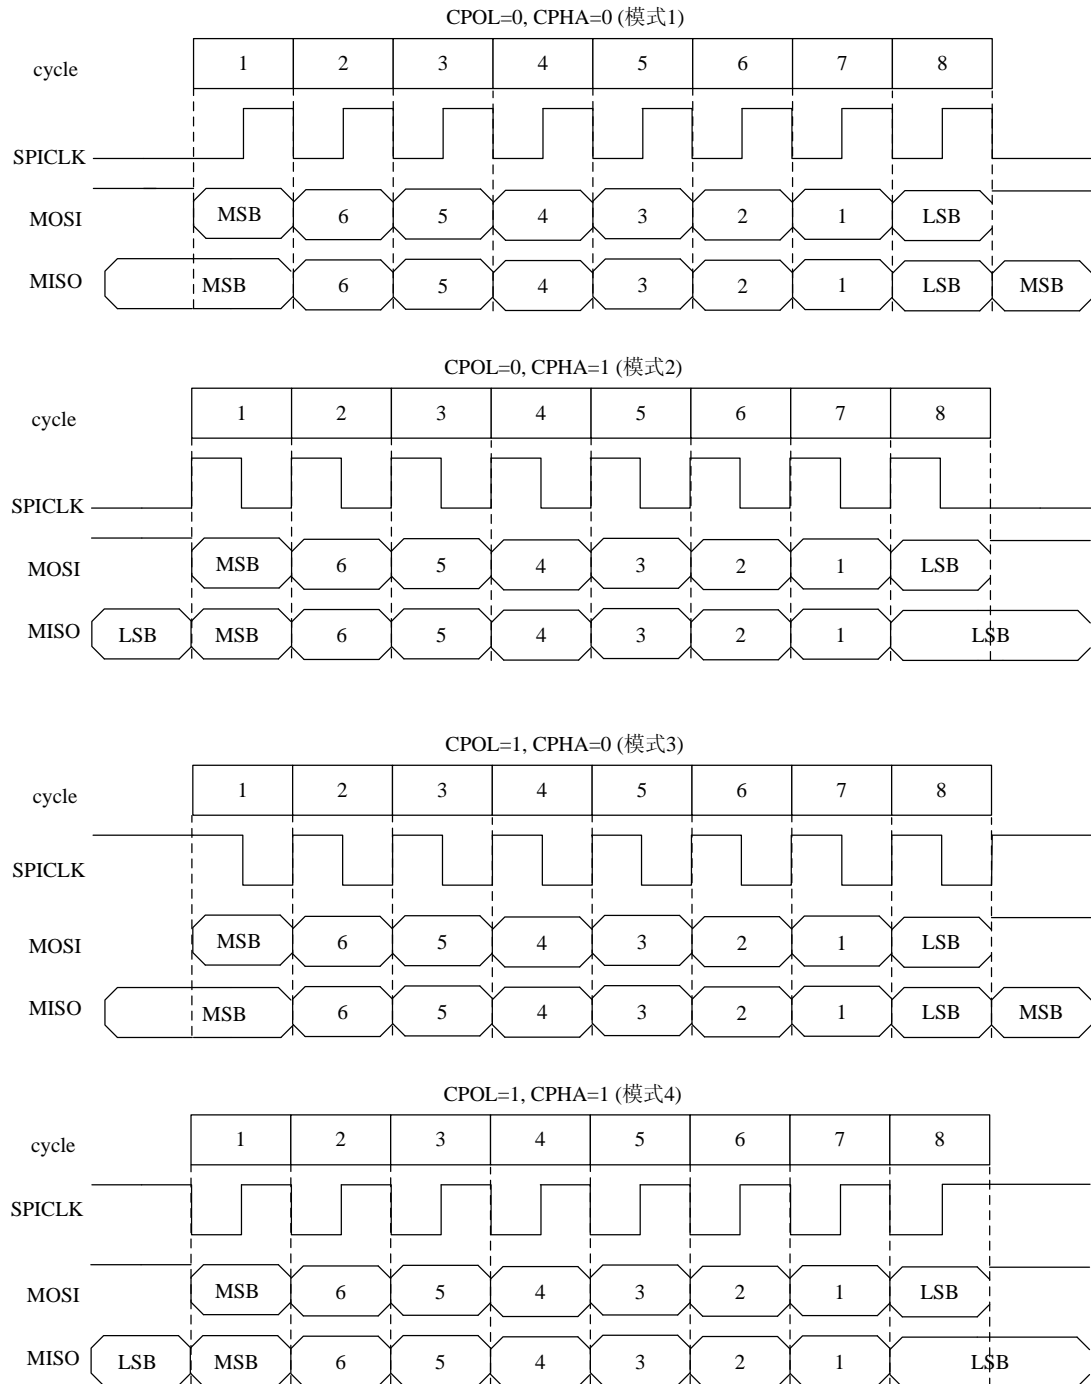 CPOL=0, CPHA=0 (模式1)
cycle 1 2 3 4 5 6 7 8
SPICLK
MOSI MSB 6 5 4 3 2 1 LSB
MISO MSB 6 5 4 3 2 1 LSB MSB
CPOL=0, CPHA=1 (模式2)
cycle 1 2 3 4 5 6 7 8
SPICLK
MOSI MSB 6 5 4 3 2 1 LSB
MISO LSB MSB 6 5 4 3 2 1 LSB
CPOL=1, CPHA=0 (模式3)
cycle 1 2 3 4 5 6 7 8
SPICLK
MOSI MSB 6 5 4 3 2 1 LSB
MISO MSB 6 5 4 3 2 1 LSB MSB
CPOL=1, CPHA=1 (模式4)
cycle 1 2 3 4 5 6 7 8
SPICLK
MOSI MSB 6 5 4 3 2 1 LSB
MISO LSB MSB 6 5 4 3 2 1 LSB